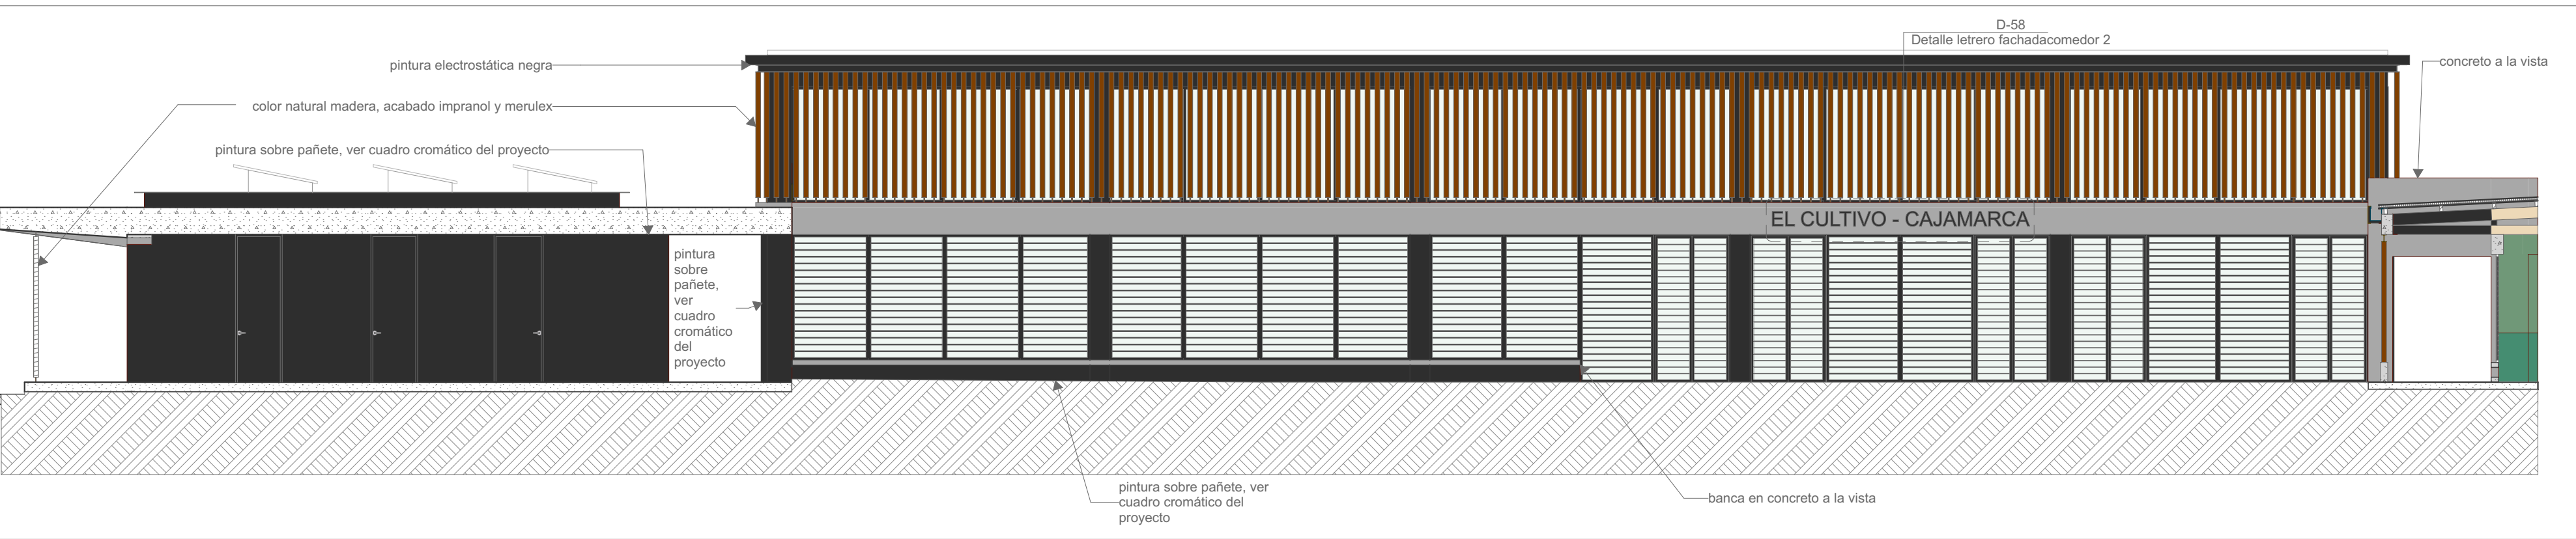 D-58
Detalle letrero fachadacomedor 2
pintura electrostática negra
concreto a la vista
color natural madera, acabado impranol y merulex
pintura sobre pañete, ver cuadro cromático del proyecto
EL CULTIVO - CAJAMARCA
pintura
sobre
pañete,
ver
cuadro
cromático
del
proyecto
pintura sobre pañete, ver
cuadro cromático del
proyecto
banca en concreto a la vista